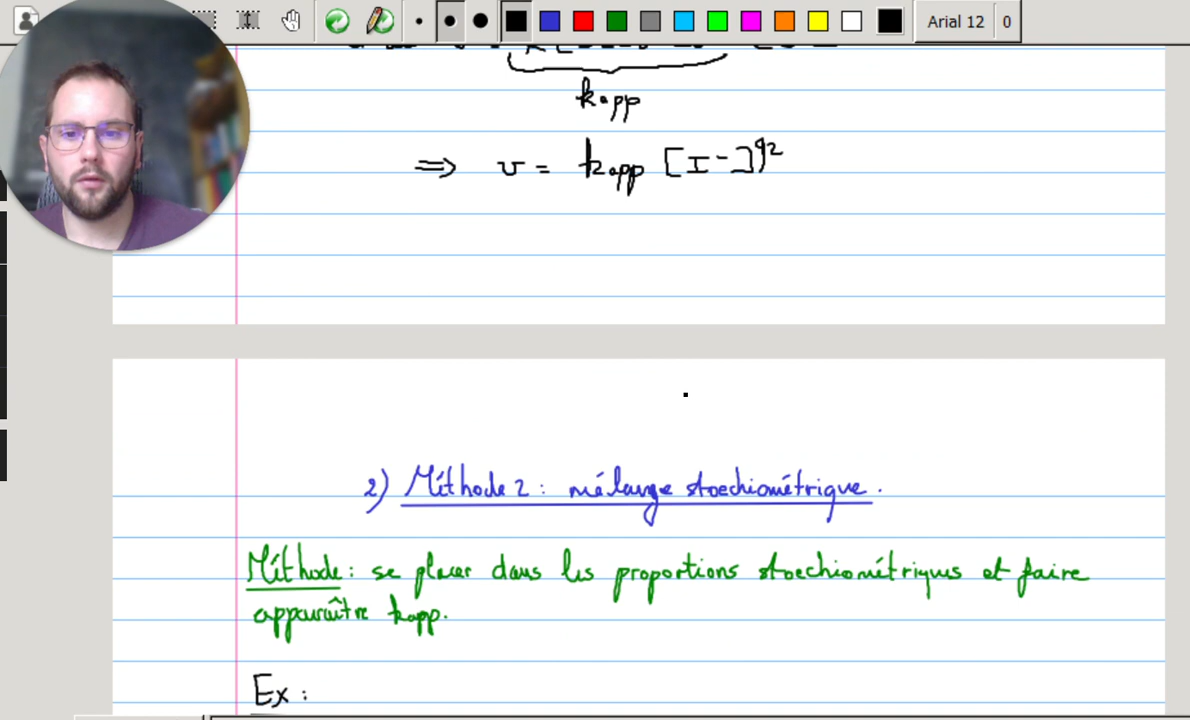 Arial 12 0
kapp
⇒ v = kapp [I⁻]^q2
2) Méthode 2 : mélange stoechiométrique.
Méthode : se placer dans les proportions stoechiométriques et faire
apparaître kapp.
Ex :